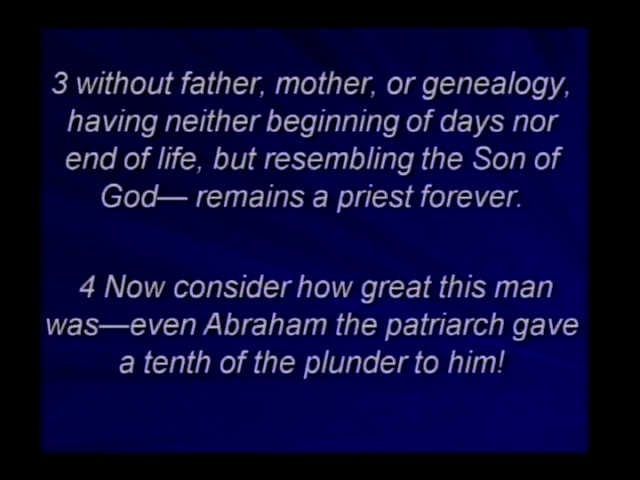 3 without father, mother, or genealogy,
having neither beginning of days nor
end of life, but resembling the Son of
God— remains a priest forever.
4 Now consider how great this man
was—even Abraham the patriarch gave
a tenth of the plunder to him!